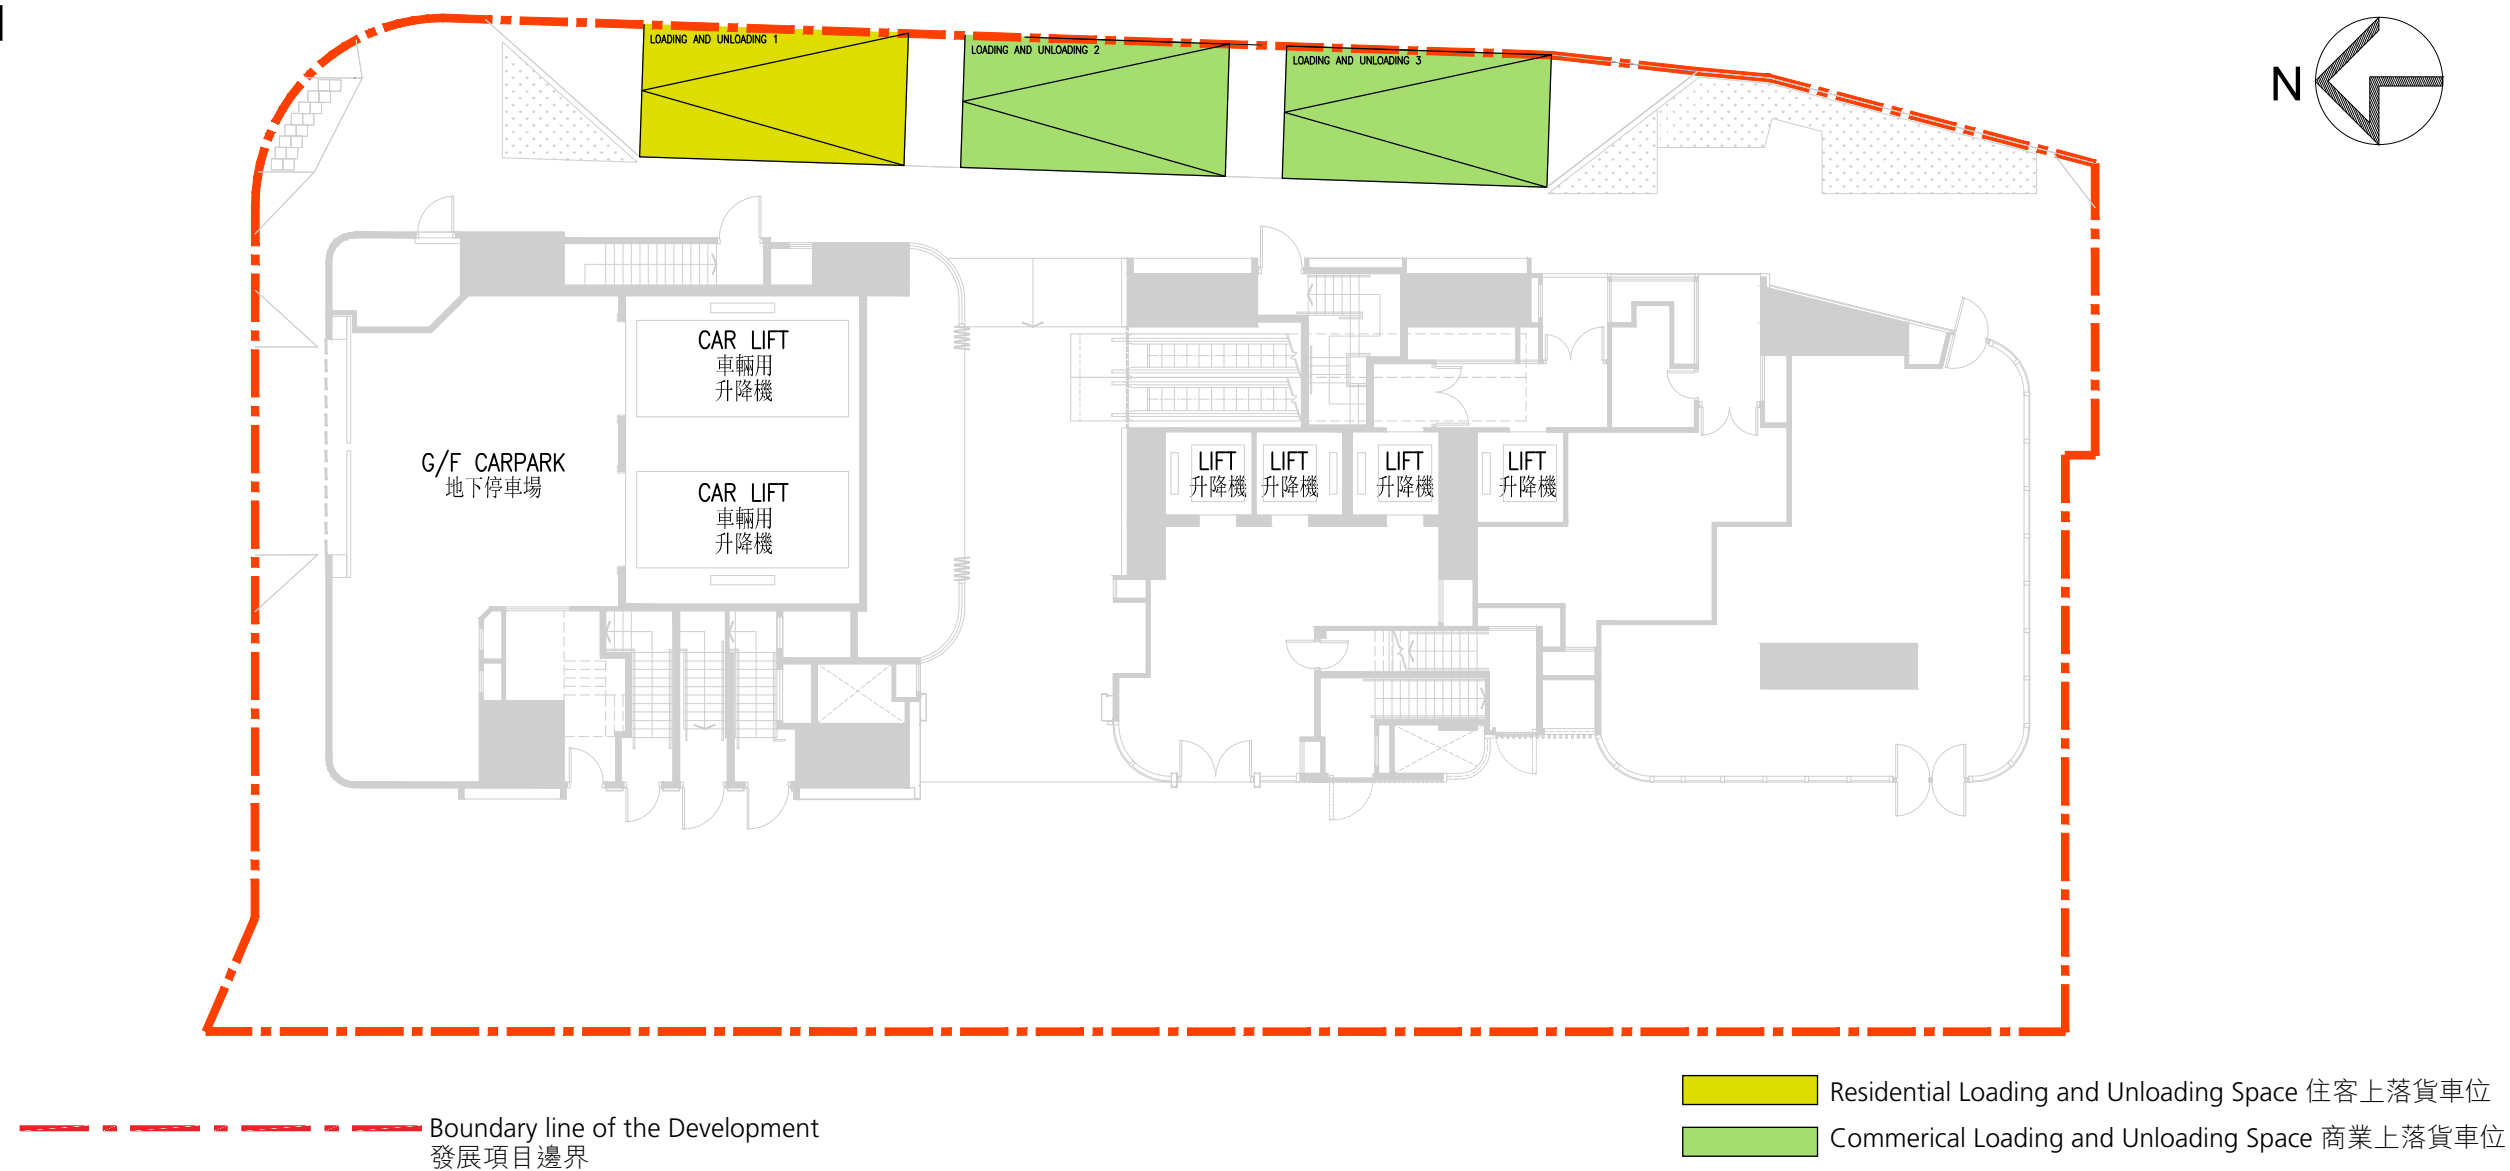 LOADING AND UNLOADING 1
LOADING AND UNLOADING 2
LOADING AND UNLOADING 3
N
CAR LIFT
車輛用
升降機
G/F CARPARK
地下停車場
CAR LIFT
車輛用
升降機
LIFT
升降機
LIFT
升降機
LIFT
升降機
LIFT
升降機
Residential Loading and Unloading Space 住客上落貨車位
Commerical Loading and Unloading Space 商業上落貨車位
Boundary line of the Development
發展項目邊界